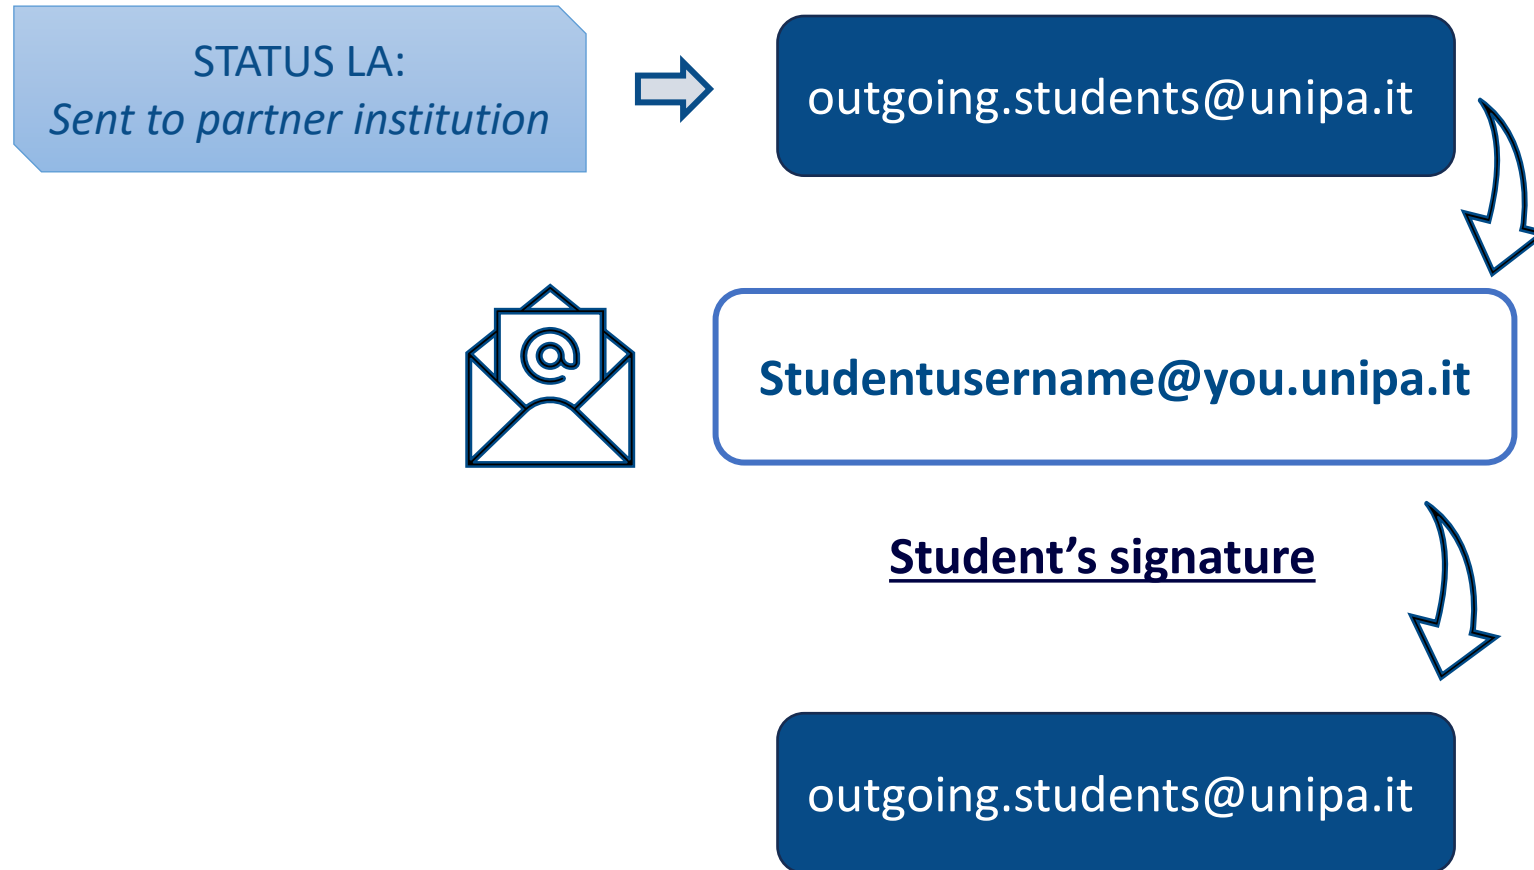 STATUS LA:
Sent to partner institution
outgoing.students@unipa.it
@
Studentusername@you.unipa.it
Student’s signature
outgoing.students@unipa.it